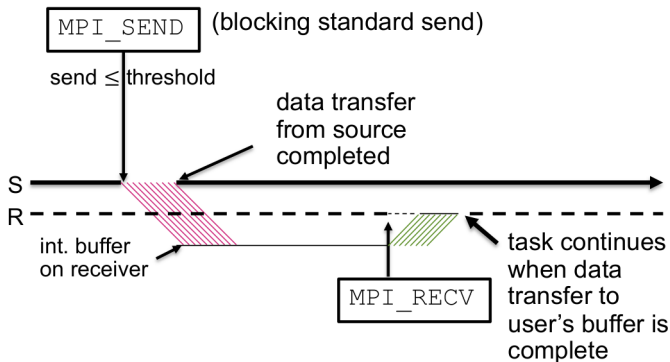 MPI_SEND (blocking standard send)
send ≤ threshold
data transfer
from source
completed
S
R
int. buffer
on receiver
MPI_RECV
task continues
when data
transfer to
user's buffer is
complete